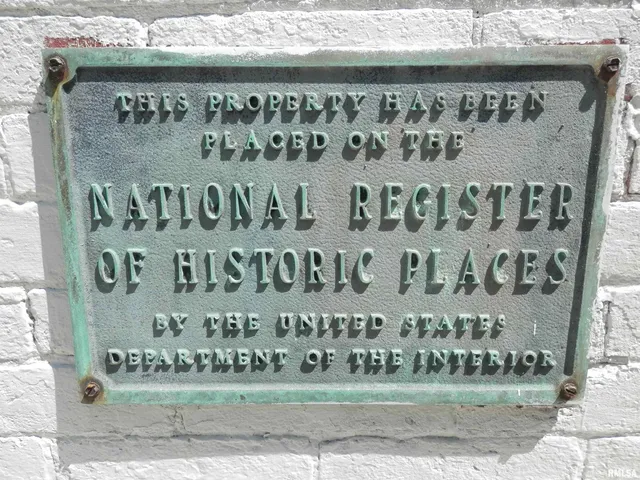 THIS PROPERTY HAS BEEN
PLACED ON THE
NATIONAL REGISTER
OF HISTORIC PLACES
BY THE UNITED STATES
DEPARTMENT OF THE INTERIOR
RMLSA